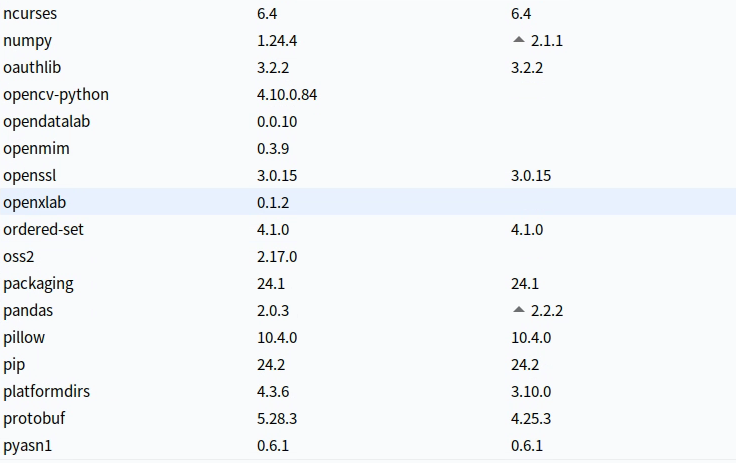 ncurses 6.4 6.4
numpy 1.24.4 2.1.1
oauthlib 3.2.2 3.2.2
opencv-python 4.10.0.84
opendatalab 0.0.10
openmim 0.3.9
openssl 3.0.15 3.0.15
openxlab 0.1.2
ordered-set 4.1.0 4.1.0
oss2 2.17.0
packaging 24.1 24.1
pandas 2.0.3 2.2.2
pillow 10.4.0 10.4.0
pip 24.2 24.2
platformdirs 4.3.6 3.10.0
protobuf 5.28.3 4.25.3
pyasn1 0.6.1 0.6.1